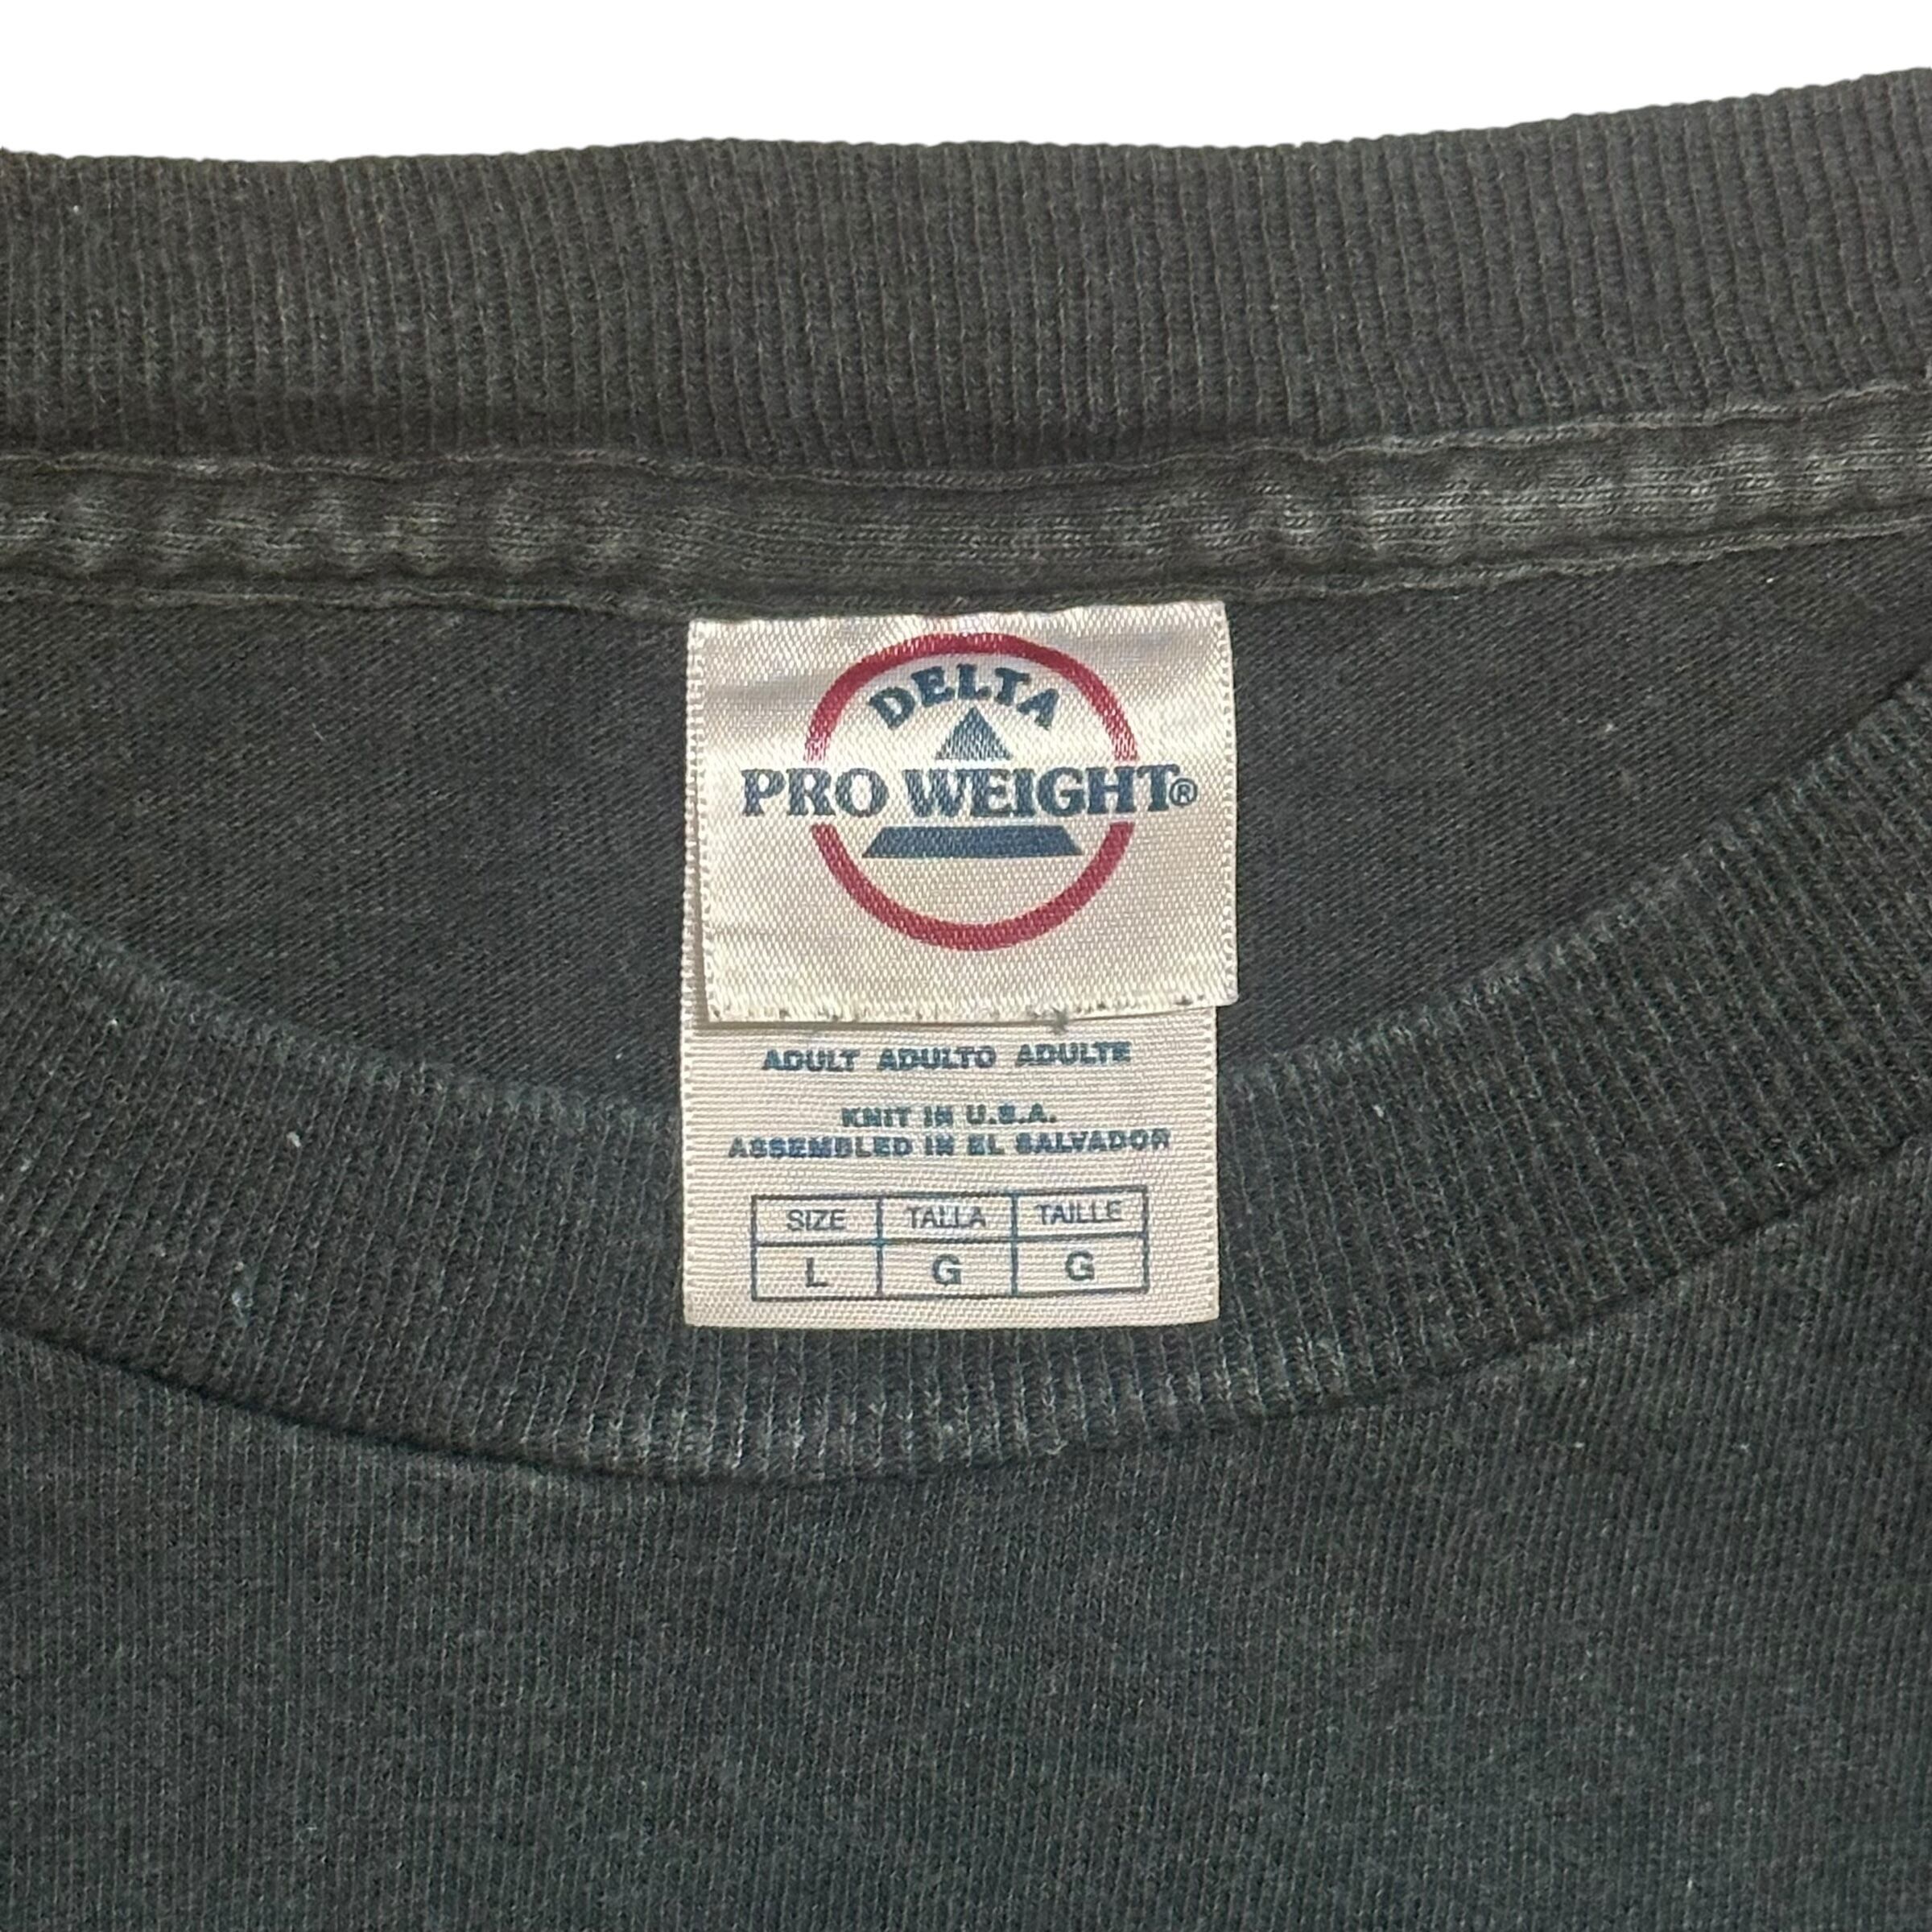 DELTA
PRO WEIGHT®
ADULT ADULTO ADULTE
KNIT IN U.S.A.
ASSEMBLED IN EL SALVADOR
SIZE TALLA TAILLE
L G G